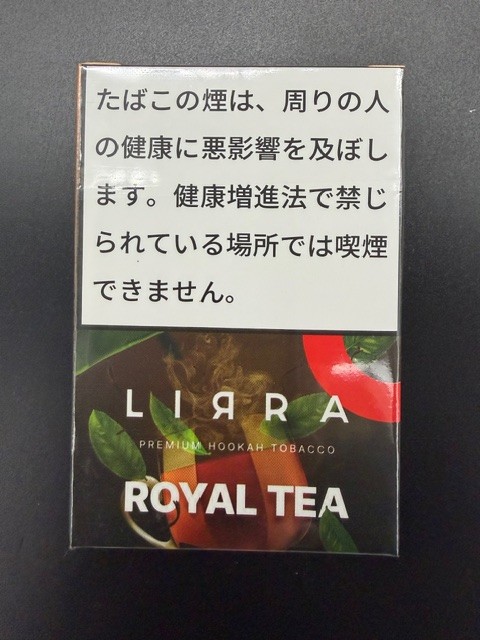 たばこの煙は、周りの人
の健康に悪影響を及ぼし
ます。健康増進法で禁じ
られている場所では喫煙
できません。
LIЯRA
PREMIUM HOOKAH TOBACCO
ROYAL TEA